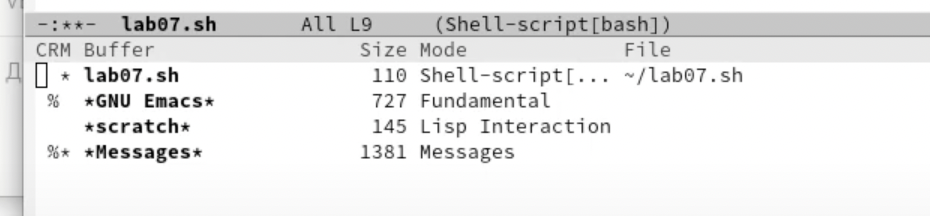 Д
-:**-  lab07.sh       All L9     (Shell-script[bash])
CRM Buffer                 Size Mode             File
  * lab07.sh                110 Shell-script[... ~/lab07.sh
 %  *GNU Emacs*             727 Fundamental
    *scratch*               145 Lisp Interaction
 %* *Messages*             1381 Messages